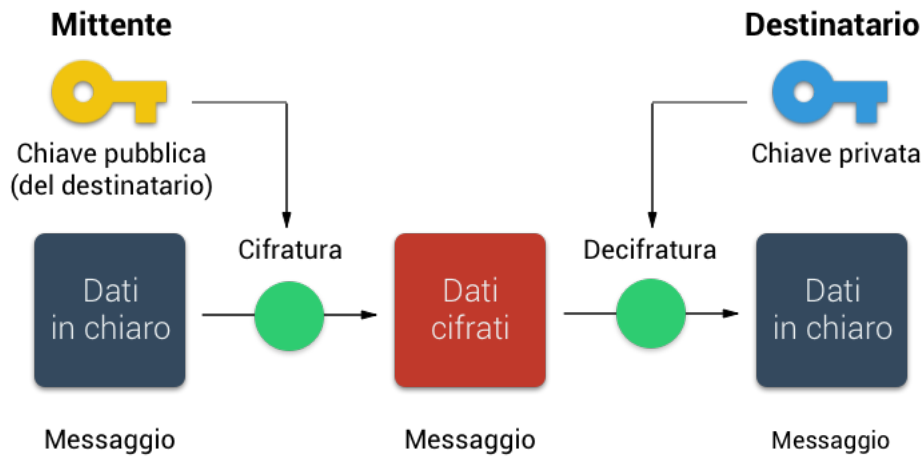 Mittente
Destinatario
Chiave pubblica
(del destinatario)
Chiave privata
Cifratura
Decifratura
Dati
in chiaro
Dati
cifrati
Dati
in chiaro
Messaggio
Messaggio
Messaggio